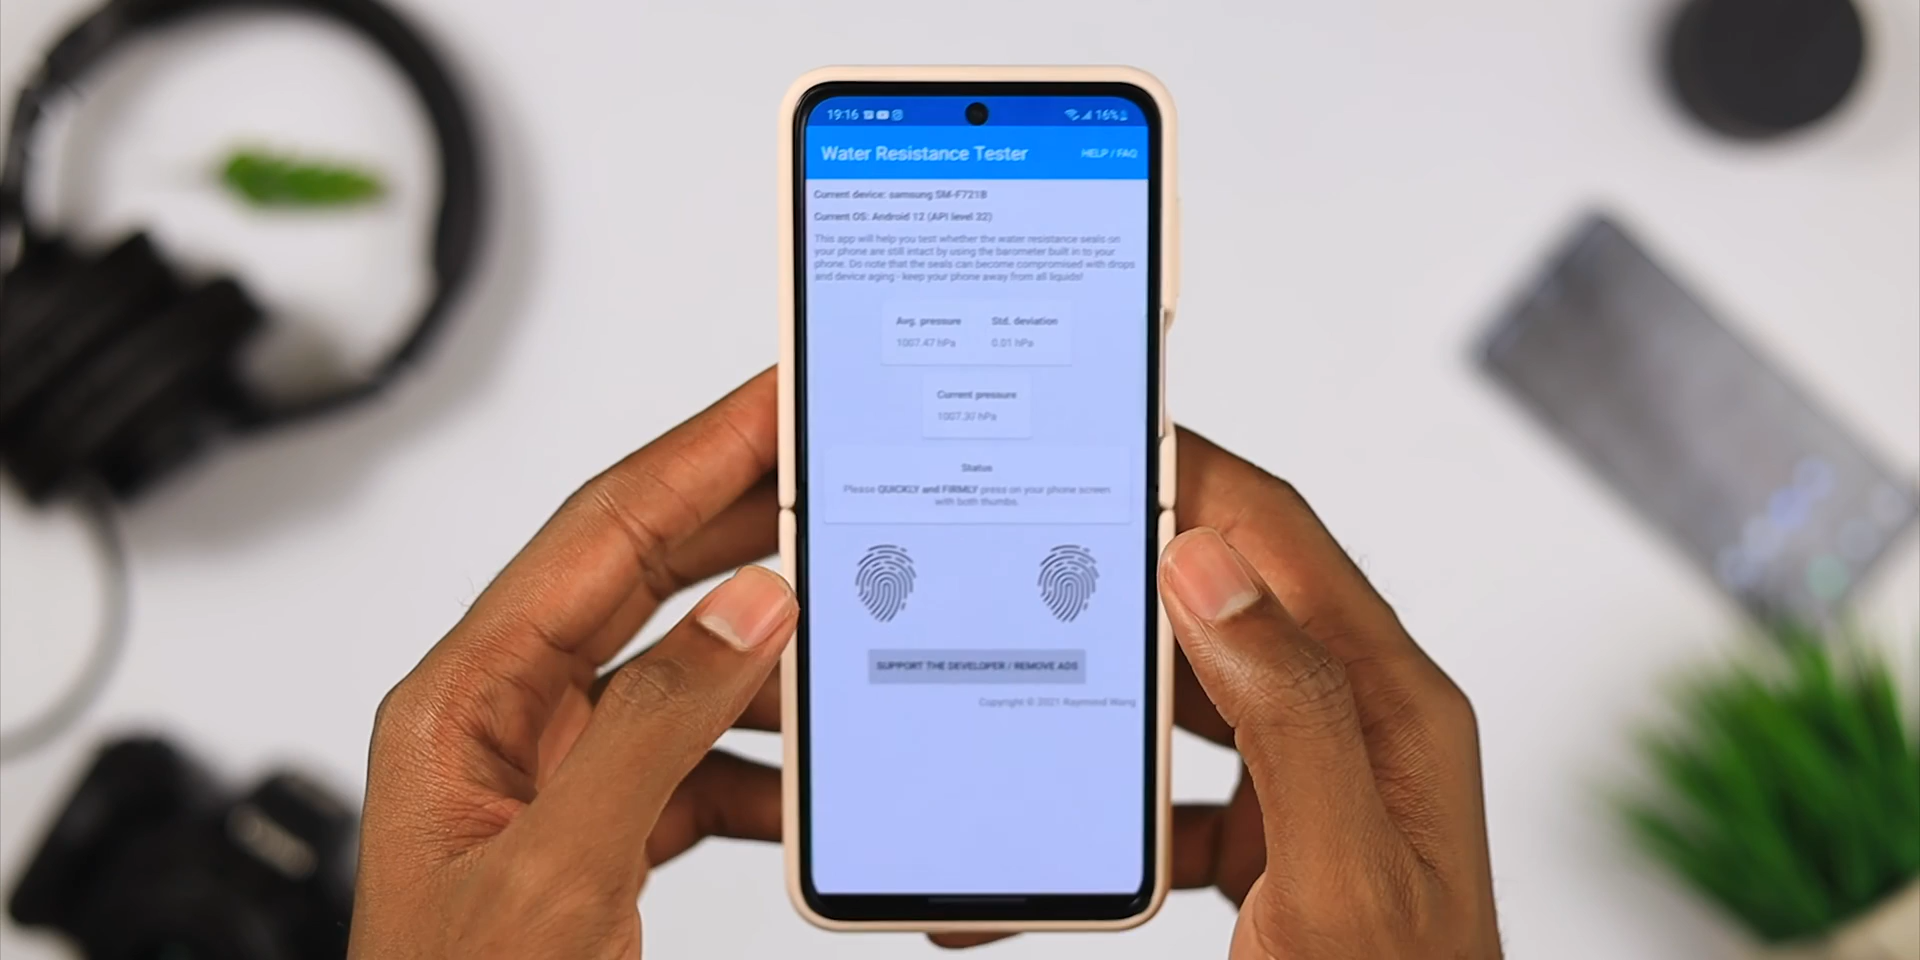 19:16 16%
Water Resistance Tester HELP / FAQ
Current device: samsung SM-F721B
Current OS: Android 12 (API level 32)
This app will help you test whether the water resistance seals on
your phone are still intact by using the barometer built in to your
phone. Do note that the seals can become compromised with drops
and device aging - keep your phone away from all liquids!
Avg. pressure Std. deviation
1007.47 hPa 0.01 hPa
Current pressure
1007.37 hPa
Status
Please QUICKLY and FIRMLY press on your phone screen
with both thumbs.
SUPPORT THE DEVELOPER / REMOVE ADS
Copyright © 2021 Raymond Wang